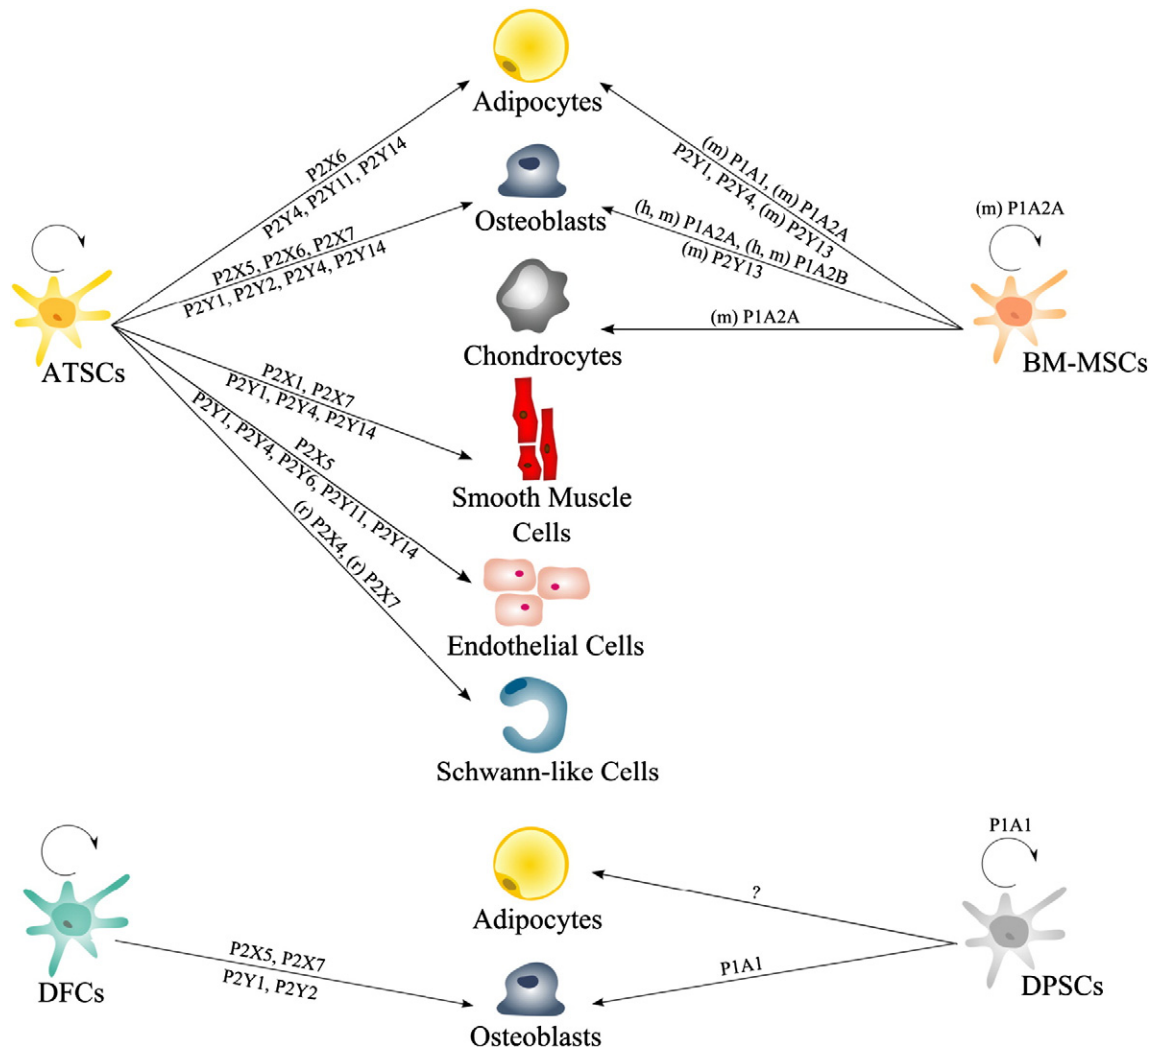 Adipocytes
P2X6
P2Y4, P2Y11, P2Y14
(m) P1A1, (m) P1A2A
P2Y1, P2Y4, (m) P2Y13
Osteoblasts
P2X5, P2X6, P2X7
P2Y1, P2Y2, P2Y4, P2Y14
(h, m) P1A2A, (h, m) P1A2B
(m) P2Y13
(m) P1A2A
Chondrocytes
(m) P1A2A
ATSCs
BM-MSCs
P2X1, P2X7
P2Y1, P2Y4, P2Y14
Smooth Muscle
Cells
P2X5
P2Y1, P2Y4, P2Y6, P2Y11, P2Y14
Endothelial Cells
(r) P2X4, (r) P2X7
Schwann-like Cells
P1A1
Adipocytes
?
P2X5, P2X7
P2Y1, P2Y2
P1A1
DFCs
DPSCs
Osteoblasts